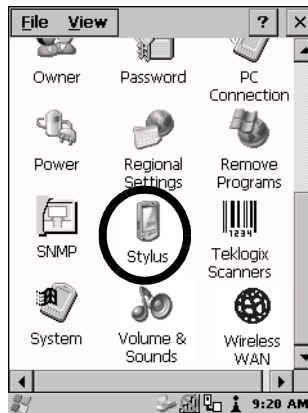 File View ? ×
Owner Password PC Connection
Power Regional Settings Remove Programs
1234
SNMP Stylus Teklogix Scanners
System Volume & Sounds Wireless WAN
9:20 AM